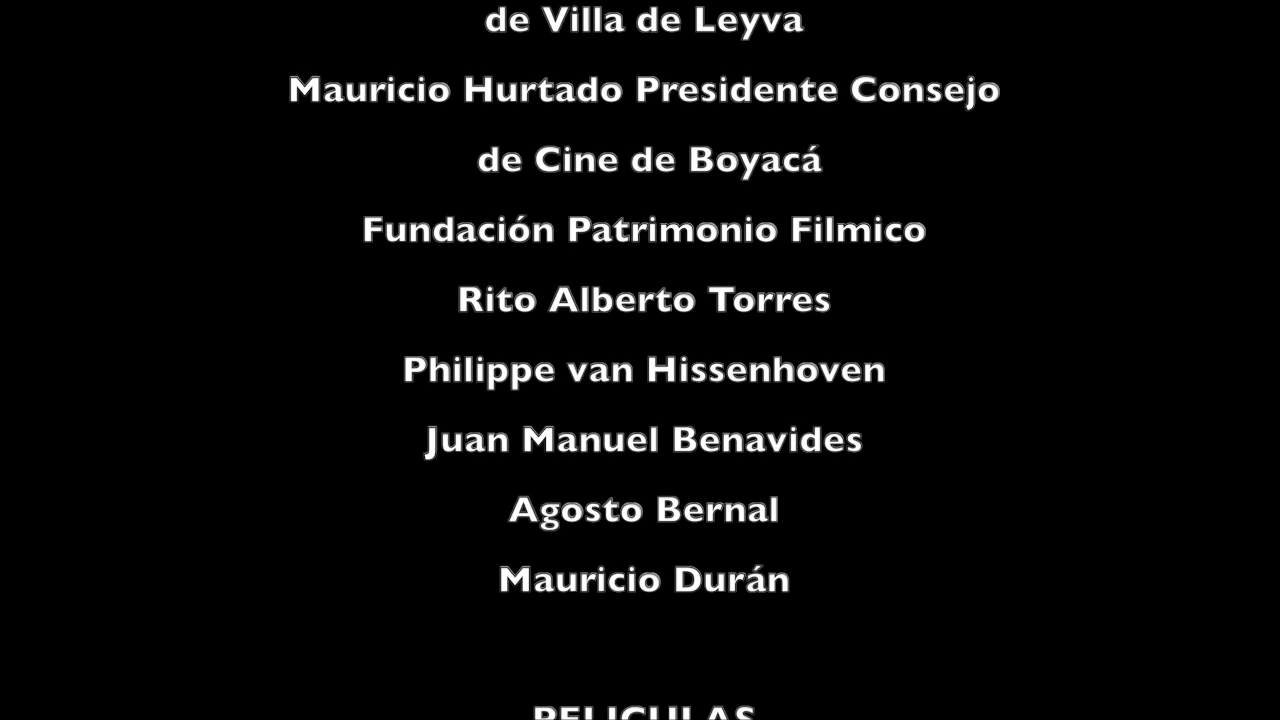 de Villa de Leyva
Mauricio Hurtado Presidente Consejo
de Cine de Boyacá
Fundación Patrimonio Filmico
Rito Alberto Torres
Philippe van Hissenhoven
Juan Manuel Benavides
Agosto Bernal
Mauricio Durán
PELICULAS